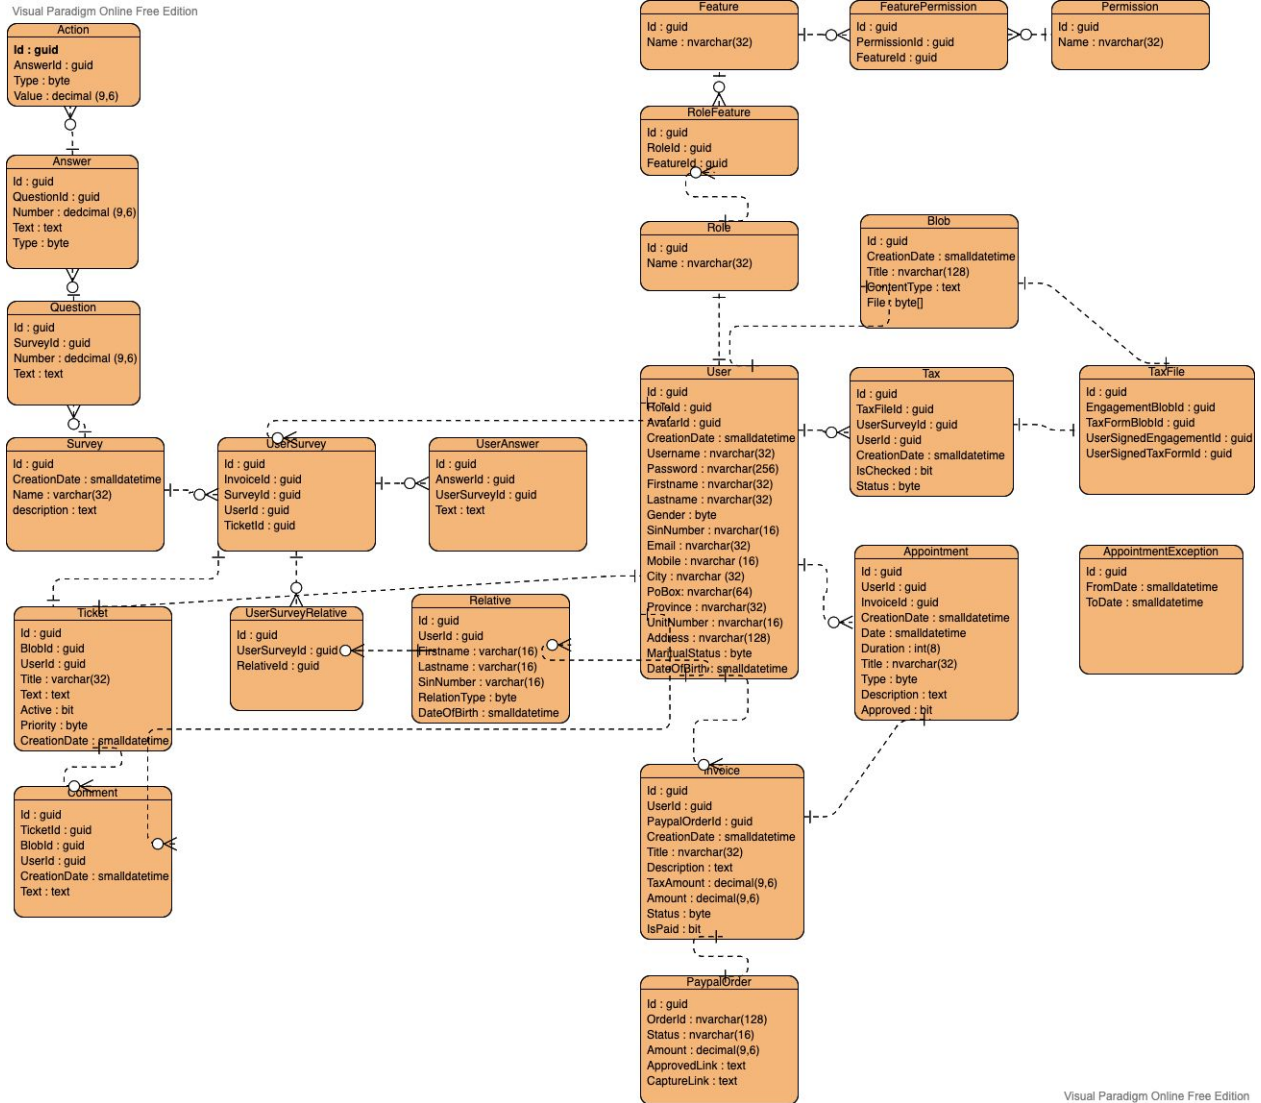 Visual Paradigm Online Free Edition
Action
Id : guid
AnswerId : guid
Type : byte
Value : decimal (9,6)
Answer
Id : guid
QuestionId : guid
Number : dedcimal (9,6)
Text : text
Type : byte
Question
Id : guid
SurveyId : guid
Number : dedcimal (9,6)
Text : text
Survey
Id : guid
CreationDate : smalldatetime
Name : varchar(32)
description : text
UserSurvey
Id : guid
InvoiceId : guid
SurveyId : guid
UserId : guid
TicketId : guid
UserAnswer
Id : guid
AnswerId : guid
UserSurveyId : guid
Text : text
Ticket
Id : guid
BlobId : guid
UserId : guid
Title : varchar(32)
Text : text
Active : bit
Priority : byte
CreationDate : smalldatetime
UserSurveyRelative
Id : guid
UserSurveyId : guid
RelativeId : guid
Relative
Id : guid
UserId : guid
Firstname : varchar(16)
Lastname : varchar(16)
SinNumber : varchar(16)
RelationType : byte
DateOfBirth : smalldatetime
Comment
Id : guid
TicketId : guid
BlobId : guid
UserId : guid
CreationDate : smalldatetime
Text : text
Feature
Id : guid
Name : nvarchar(32)
FeaturePermission
Id : guid
PermissionId : guid
FeatureId : guid
Permission
Id : guid
Name : nvarchar(32)
RoleFeature
Id : guid
RoleId : guid
FeatureId : guid
Role
Id : guid
Name : nvarchar(32)
Blob
Id : guid
CreationDate : smalldatetime
Title : nvarchar(128)
ContentType : text
File : byte[]
User
Id : guid
RoleId : guid
AvatarId : guid
CreationDate : smalldatetime
Username : nvarchar(32)
Password : nvarchar(256)
Firstname : nvarchar(32)
Lastname : nvarchar(32)
Gender : byte
SinNumber : nvarchar(16)
Email : nvarchar(32)
Mobile : nvarchar (16)
City : nvarchar (32)
PoBox : nvarchar(64)
Province : nvarchar(32)
UnitNumber : nvarchar(16)
Address : nvarchar(128)
MartualStatus : byte
DateOfBirth : smalldatetime
Tax
Id : guid
TaxFileId : guid
UserSurveyId : guid
UserId : guid
CreationDate : smalldatetime
IsChecked : bit
Status : byte
TaxFile
Id : guid
EngagementBlobId : guid
TaxFormBlobId : guid
UserSignedEngagementId : guid
UserSignedTaxFormId : guid
Appointment
Id : guid
UserId : guid
InvoiceId : guid
CreationDate : smalldatetime
Date : smalldatetime
Duration : int(8)
Title : nvarchar(32)
Type : byte
Description : text
Approved : bit
AppointmentException
Id : guid
FromDate : smalldatetime
ToDate : smalldatetime
Invoice
Id : guid
UserId : guid
PaypalOrderId : guid
CreationDate : smalldatetime
Title : nvarchar(32)
Description : text
TaxAmount : decimal(9,6)
Amount : decimal(9,6)
Status : byte
IsPaid : bit
PaypalOrder
Id : guid
OrderId : nvarchar(128)
Status : nvarchar(16)
Amount : decimal(9,6)
ApprovedLink : text
CaptureLink : text
Visual Paradigm Online Free Edition